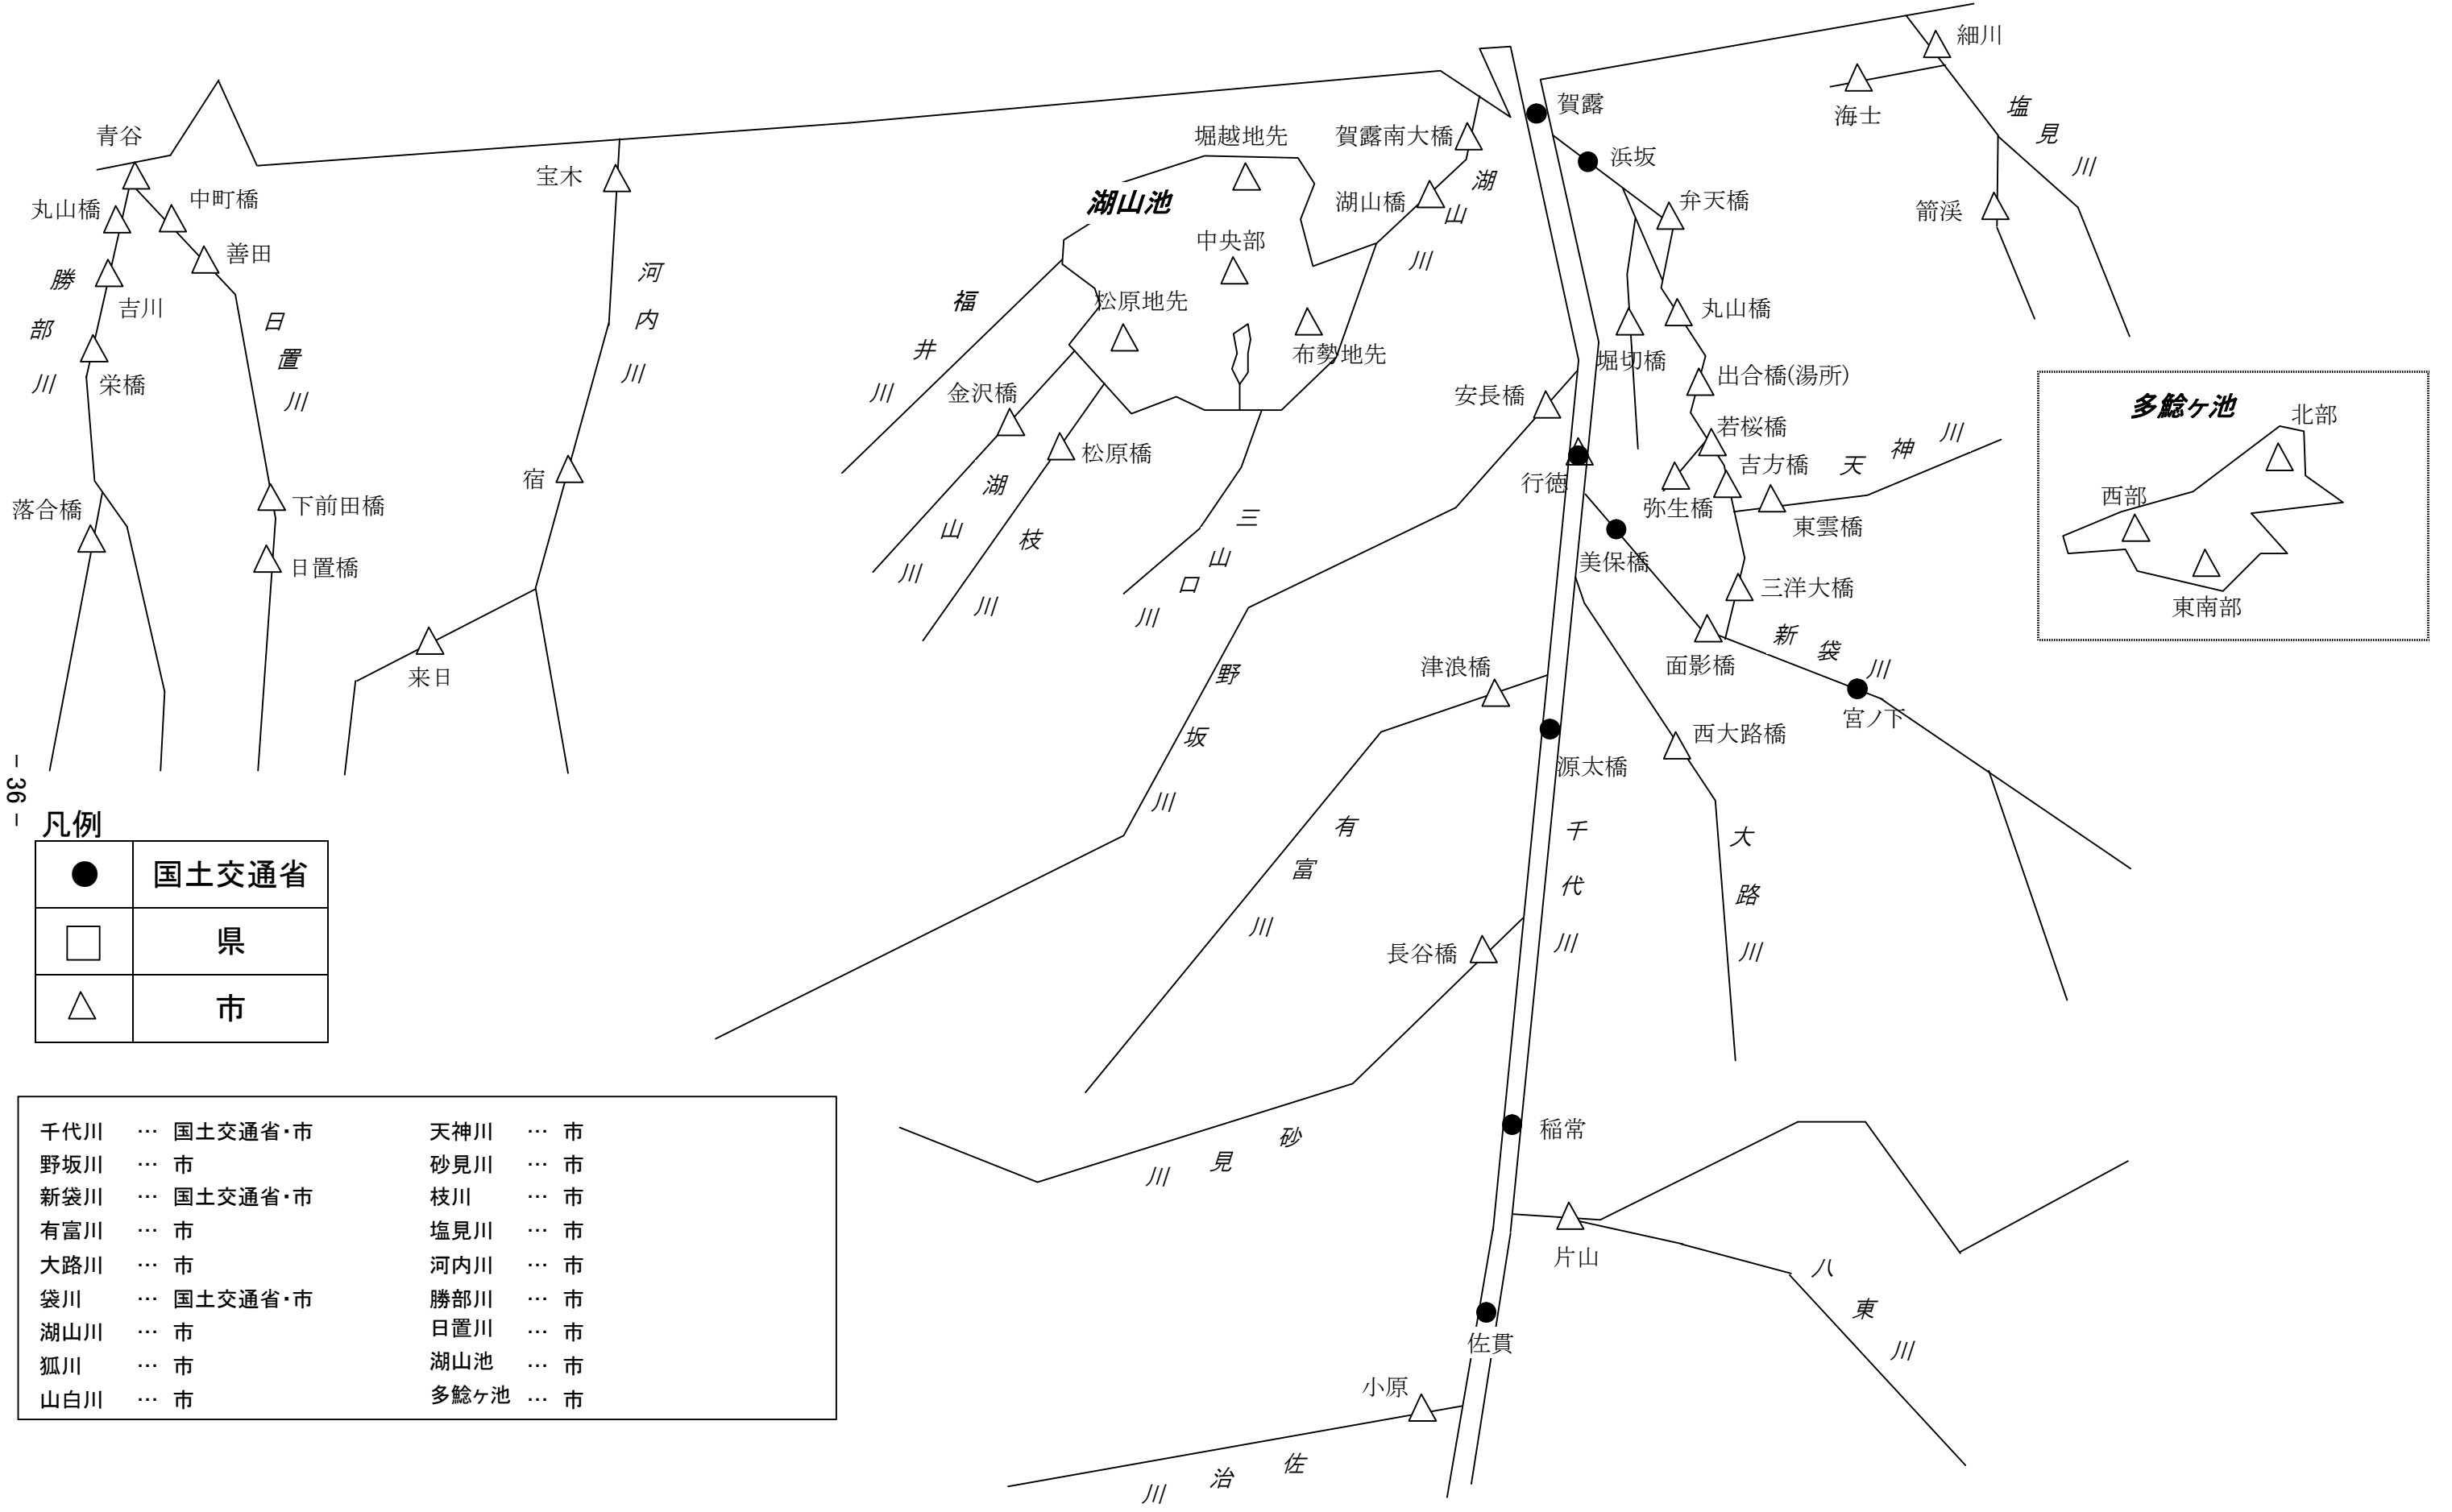 細川
海士
塩見川
箭渓
賀露
浜坂
青谷
堀越地先
賀露南大橋
宝木
丸山橋
中町橋
湖山池
湖山橋
湖山川
弁天橋
善田
中央部
勝部川
吉川
日置川
河内川
福井川
松原地先
布勢地先
丸山橋
堀切橋
出合橋(湯所)
栄橋
金沢橋
安長橋
若桜橋
天神川
多鯰ヶ池
北部
西部
東南部
松原橋
行徳
吉方橋
弥生橋
東雲橋
宿
落合橋
下前田橋
日置橋
湖山川
枝川
三山口川
美保橋
三洋大橋
新袋川
面影橋
宮ノ下
来日
野坂川
津浪橋
西大路橋
源太橋
－36－
有富川
千代川
大路川
長谷橋
凡例
● 国土交通省
□ 県
△ 市
稲常
砂見川
片山
八東川
佐貫
小原
佐治川
千代川 … 国土交通省・市
野坂川 … 市
新袋川 … 国土交通省・市
有富川 … 市
大路川 … 市
袋川 … 国土交通省・市
湖山川 … 市
狐川 … 市
山白川 … 市
天神川 … 市
砂見川 … 市
枝川 … 市
塩見川 … 市
河内川 … 市
勝部川 … 市
日置川 … 市
湖山池 … 市
多鯰ヶ池 … 市